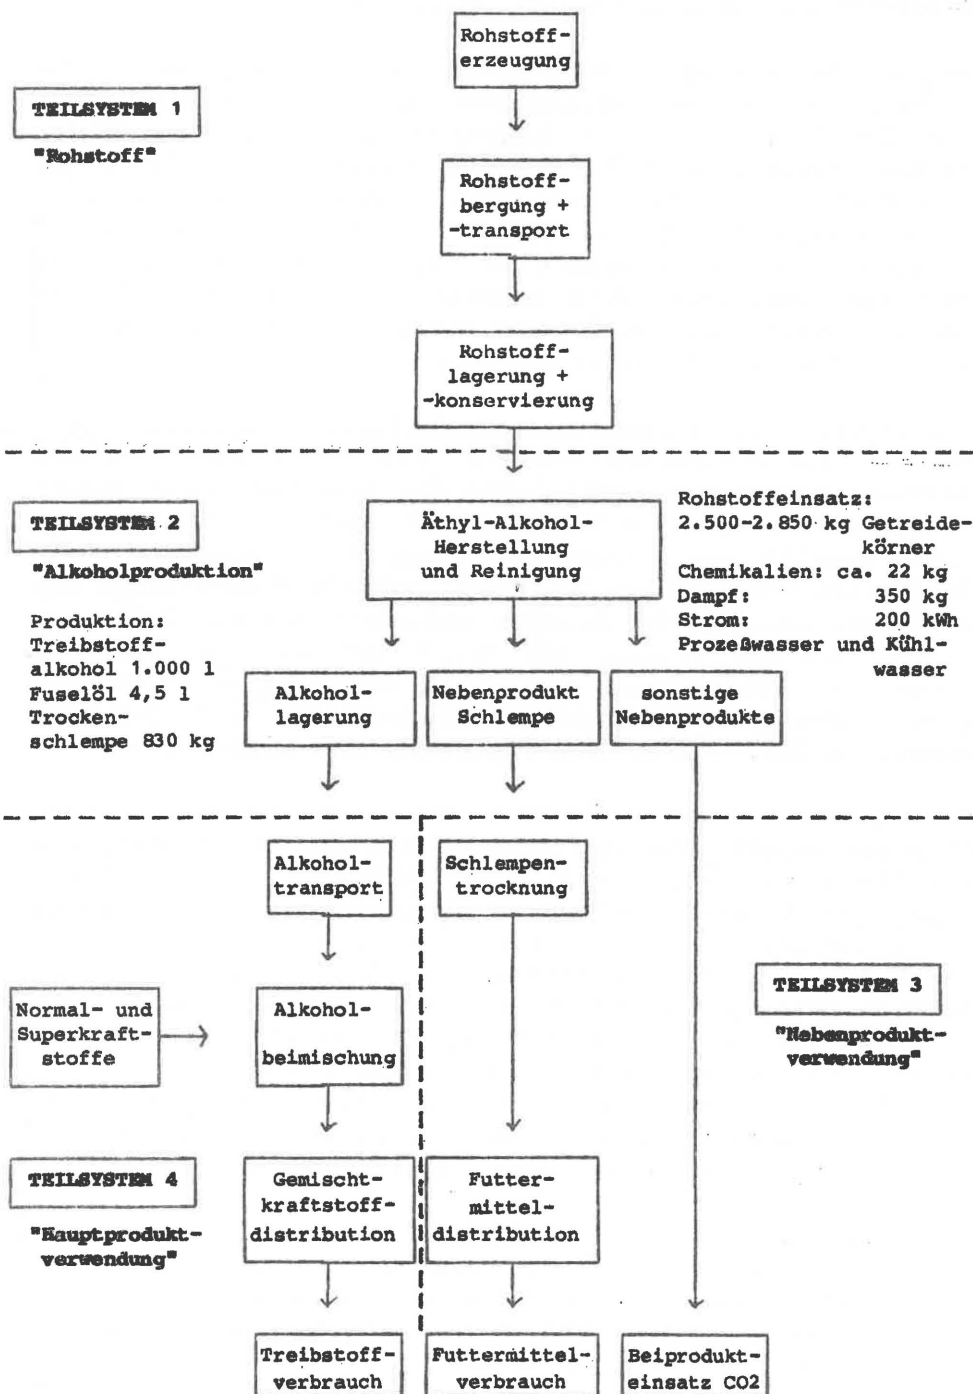 Rohstoff-
erzeugung
TEILSYSTEM 1
"Rohstoff"
Rohstoff-
bergung +
-transport
Rohstoff-
lagerung +
-konservierung
TEILSYSTEM 2
"Alkoholproduktion"
Produktion:
Treibstoff-
alkohol 1.000 l
Fuselöl 4,5 l
Trocken-
schlempe 830 kg
Äthyl-Alkohol-
Herstellung
und Reinigung
Rohstoffeinsatz:
2.500-2.850 kg Getreide-
körner
Chemikalien: ca. 22 kg
Dampf: 350 kg
Strom: 200 kWh
Prozeßwasser und Kühl-
wasser
Alkohol-
lagerung
Nebenprodukt
Schlempe
sonstige
Nebenprodukte
Alkohol-
transport
Schlempen-
trocknung
TEILSYSTEM 3
"Nebenprodukt-
verwendung"
Normal- und
Superkraft-
stoffe
Alkohol-
beimischung
TEILSYSTEM 4
"Hauptprodukt-
verwendung"
Gemischt-
kraftstoff-
distribution
Futter-
mittel-
distribution
Treibstoff-
verbrauch
Futtermittel-
verbrauch
Beiprodukt-
einsatz CO2